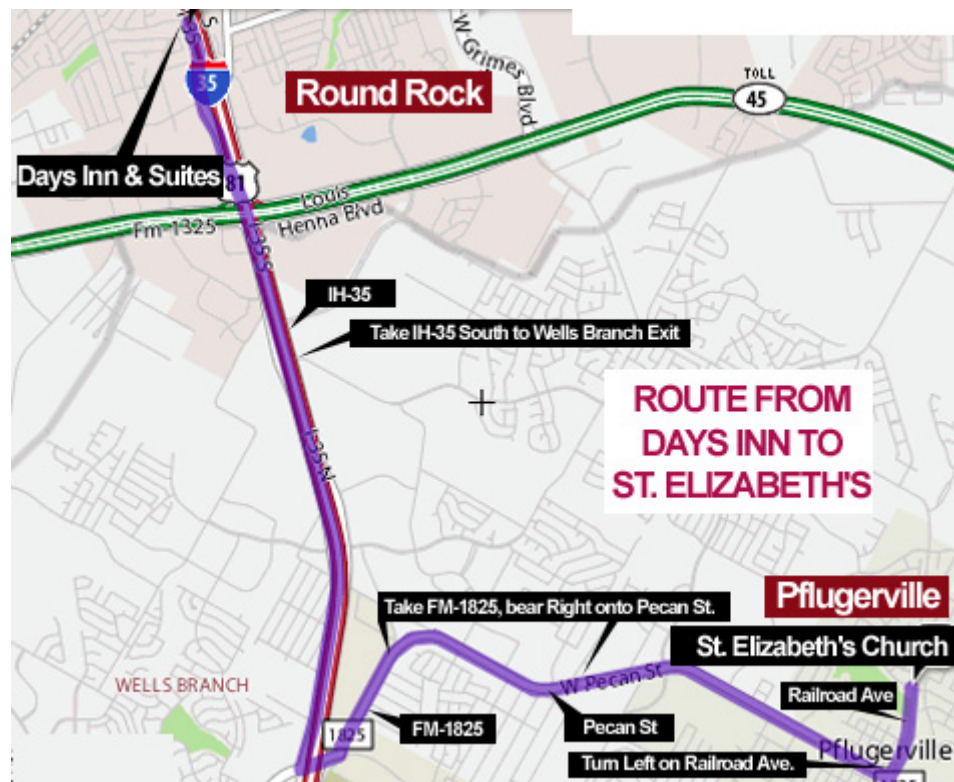 35
Round Rock
W Grimes Blvd
TOLL
45
Days Inn & Suites
81
Louis
Henna Blvd
Fm 1325
I-35 S
IH-35
Take IH-35 South to Wells Branch Exit
ROUTE FROM
DAYS INN TO
ST. ELIZABETH'S
I-35 N
Pflugerville
Take FM-1825, bear Right onto Pecan St.
St. Elizabeth's Church
W Pecan St
WELLS BRANCH
Railroad Ave
FM-1825
Pecan St
1825
Pflugerville
Turn Left on Railroad Ave.